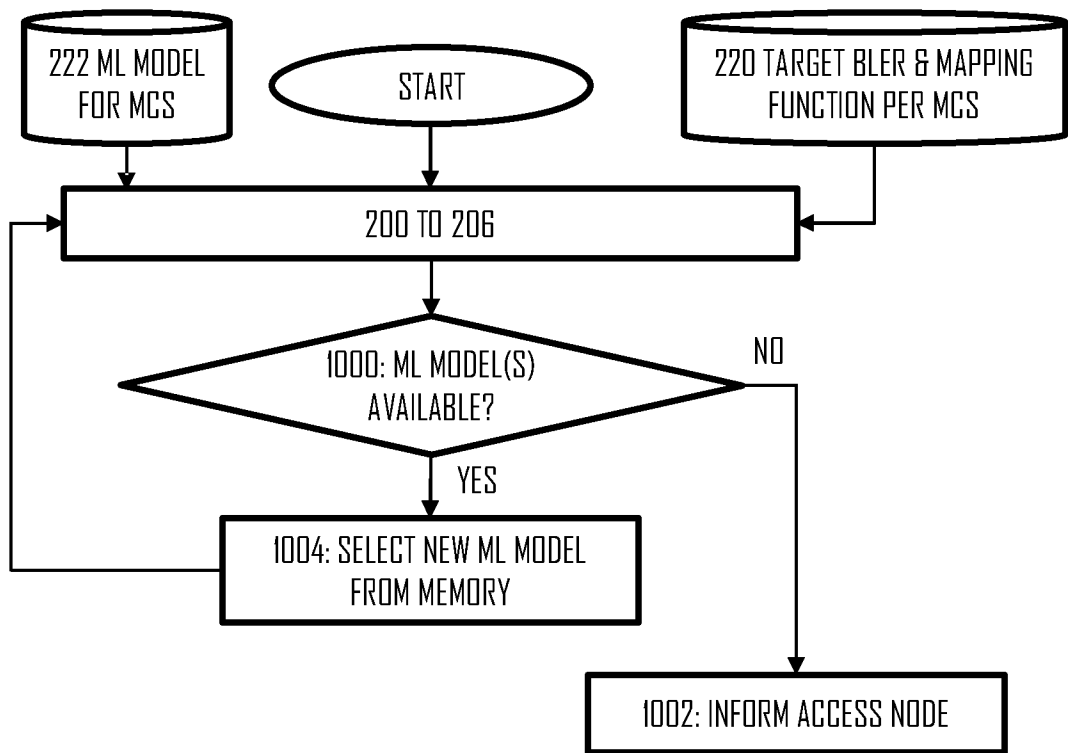 222 ML MODEL
FOR MCS
START
220 TARGET BLER & MAPPING
FUNCTION PER MCS
200 TO 206
1000: ML MODEL(S)
AVAILABLE?
NO
YES
1004: SELECT NEW ML MODEL
FROM MEMORY
1002: INFORM ACCESS NODE